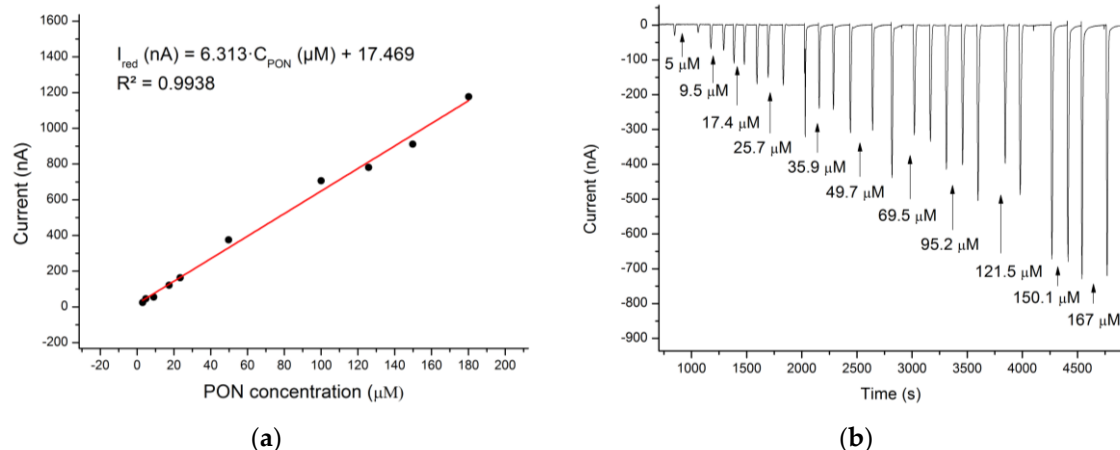 1600
1400
1200
1000
800
600
400
200
0
-200
Current (nA)
I_red (nA) = 6.313·C_PON (µM) + 17.469
R² = 0.9938
-20 0 20 40 60 80 100 120 140 160 180 200
PON concentration (µM)
(a)
0
-100
-200
-300
-400
-500
-600
-700
-800
-900
Current (nA)
5 µM
9.5 µM
17.4 µM
25.7 µM
35.9 µM
49.7 µM
69.5 µM
95.2 µM
121.5 µM
150.1 µM
167 µM
1000 1500 2000 2500 3000 3500 4000 4500
Time (s)
(b)